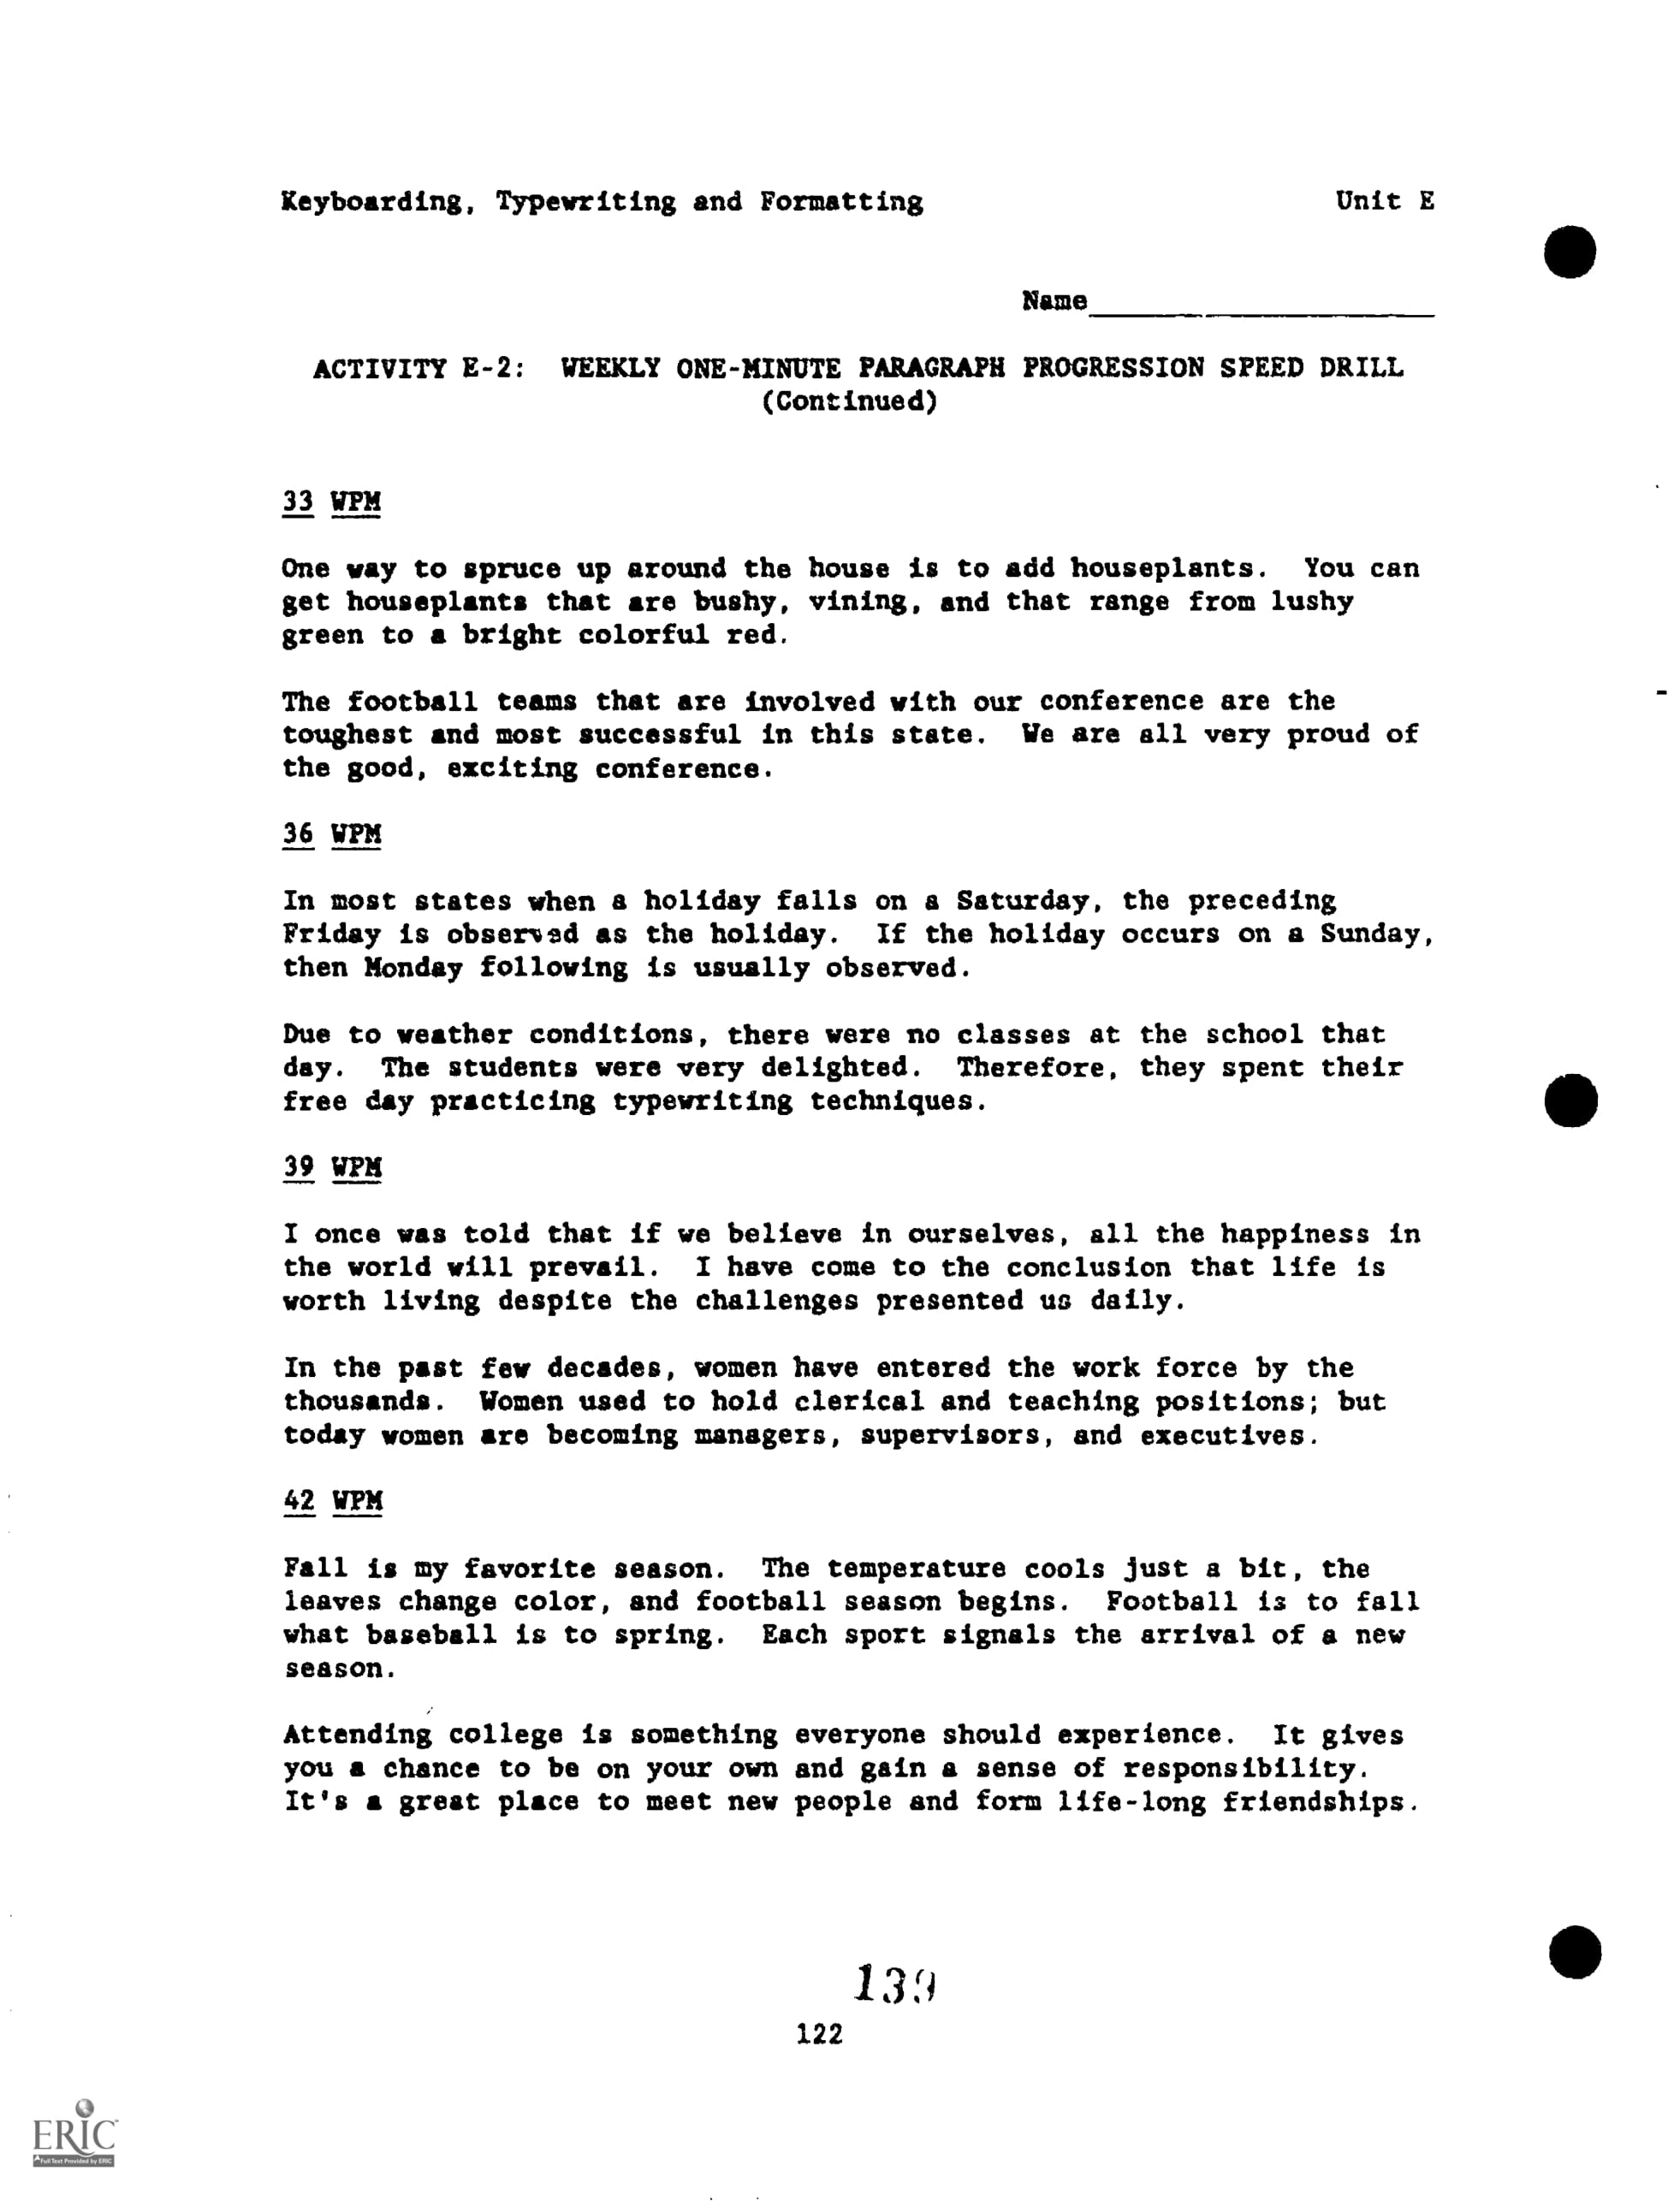 Keyboarding, Typewriting and Formatting Unit E
Name
ACTIVITY E-2: WEEKLY ONE-MINUTE PARAGRAPH PROGRESSION SPEED DRILL
(Continued)
33 WPM
One way to spruce up around the house is to add houseplants. You can
get houseplants that are bushy, vining, and that range from lushy
green to a bright colorful red.
The football teams that are involved with our conference are the
toughest and most successful in this state. We are all very proud of
the good, exciting conference.
36 WPM
In most states when a holiday falls on a Saturday, the preceding
Friday is observed as the holiday. If the holiday occurs on a Sunday,
then Monday following is usually observed.
Due to weather conditions, there were no classes at the school that
day. The students were very delighted. Therefore, they spent their
free day practicing typewriting techniques.
39 WPM
I once was told that if we believe in ourselves, all the happiness in
the world will prevail. I have come to the conclusion that life is
worth living despite the challenges presented us daily.
In the past few decades, women have entered the work force by the
thousands. Women used to hold clerical and teaching positions; but
today women are becoming managers, supervisors, and executives.
42 WPM
Fall is my favorite season. The temperature cools just a bit, the
leaves change color, and football season begins. Football is to fall
what baseball is to spring. Each sport signals the arrival of a new
season.
Attending college is something everyone should experience. It gives
you a chance to be on your own and gain a sense of responsibility.
It's a great place to meet new people and form life-long friendships.
139
122
ERIC
Full Text Provided by ERIC